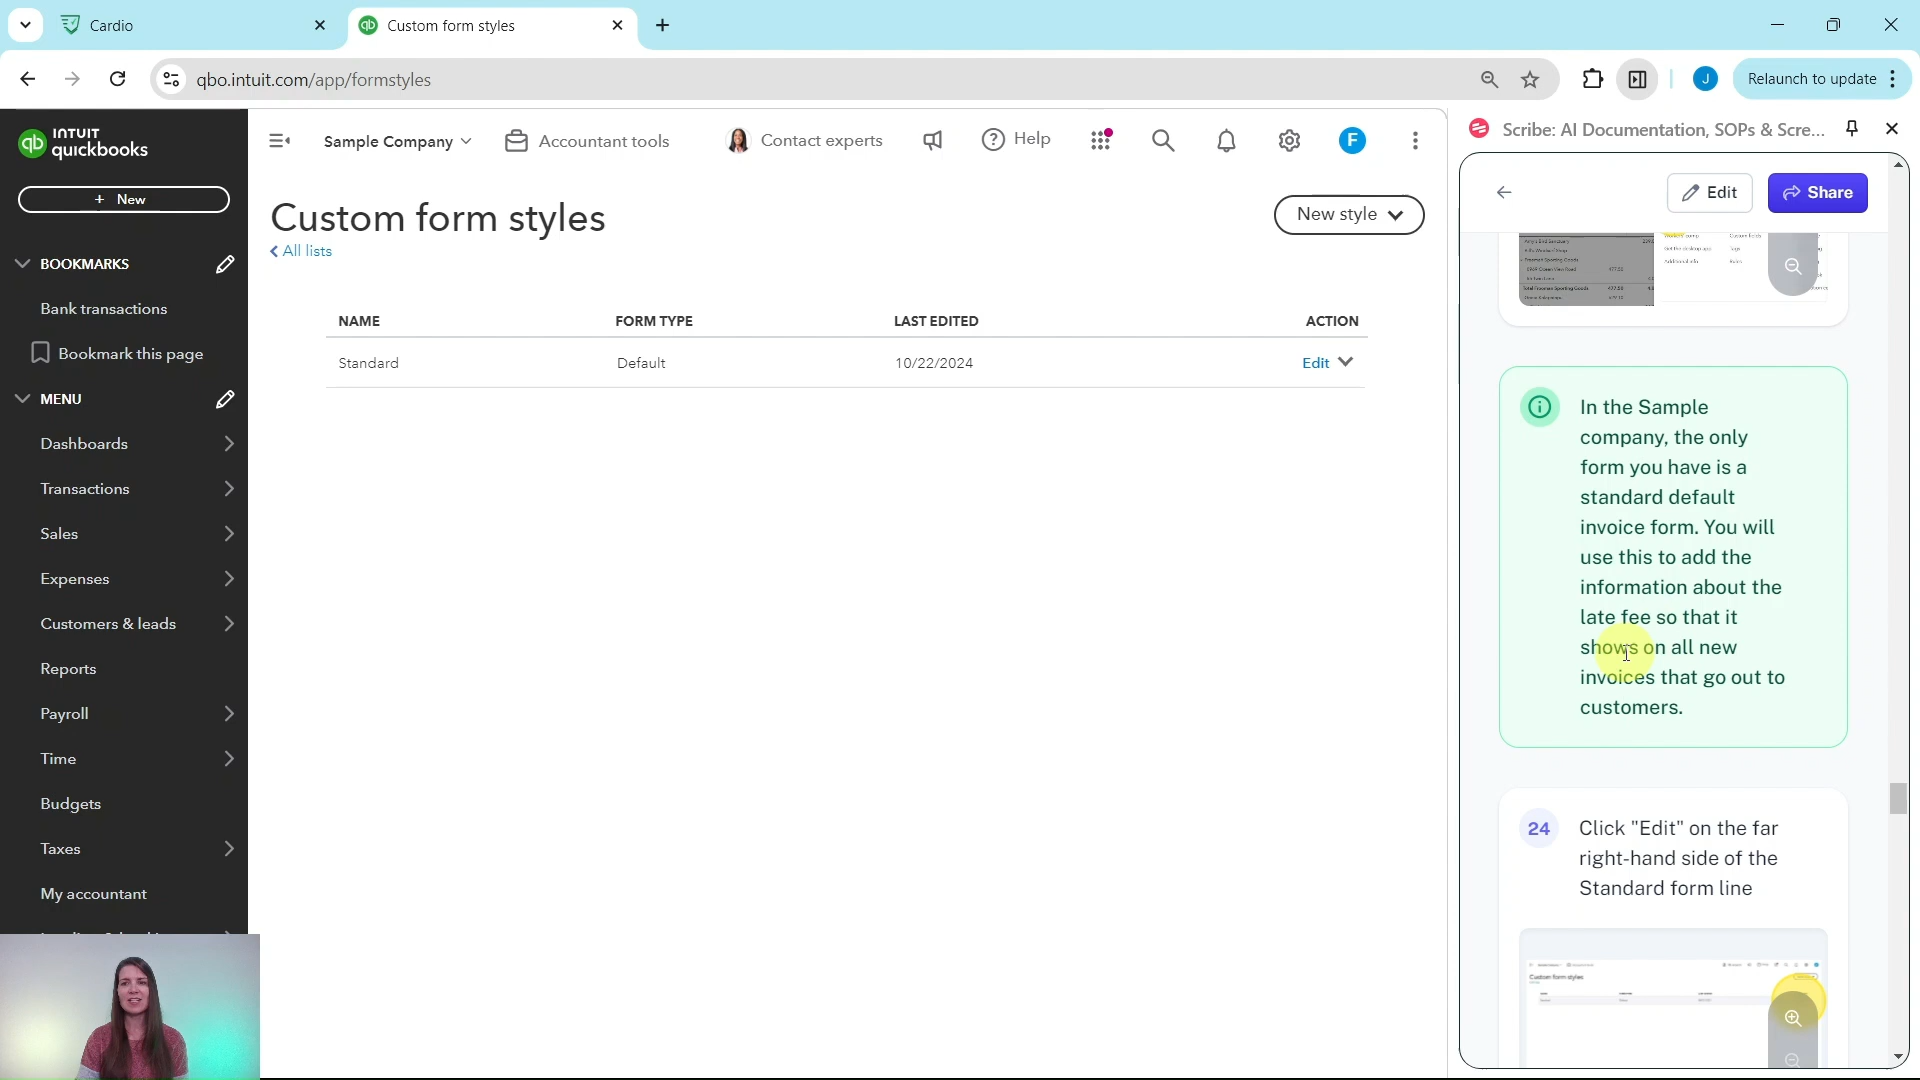 Cardio
Custom form styles
qbo.intuit.com/app/formstyles
J
Relaunch to update
qb
INTUIT
quickbooks
Sample Company
Accountant tools
Contact experts
Help
F
Scribe: AI Documentation, SOPs & Scre...
+ New
Edit
Share
Custom form styles
New style
All lists
BOOKMARKS
Bank transactions
Bookmark this page
MENU
Dashboards
Transactions
Sales
Expenses
Customers & leads
Reports
Payroll
Time
Budgets
Taxes
My accountant
NAME
FORM TYPE
LAST EDITED
ACTION
Standard
Default
10/22/2024
Edit
In the Sample
company, the only
form you have is a
standard default
invoice form. You will
use this to add the
information about the
late fee so that it
shows on all new
invoices that go out to
customers.
24
Click "Edit" on the far
right-hand side of the
Standard form line
Custom form styles